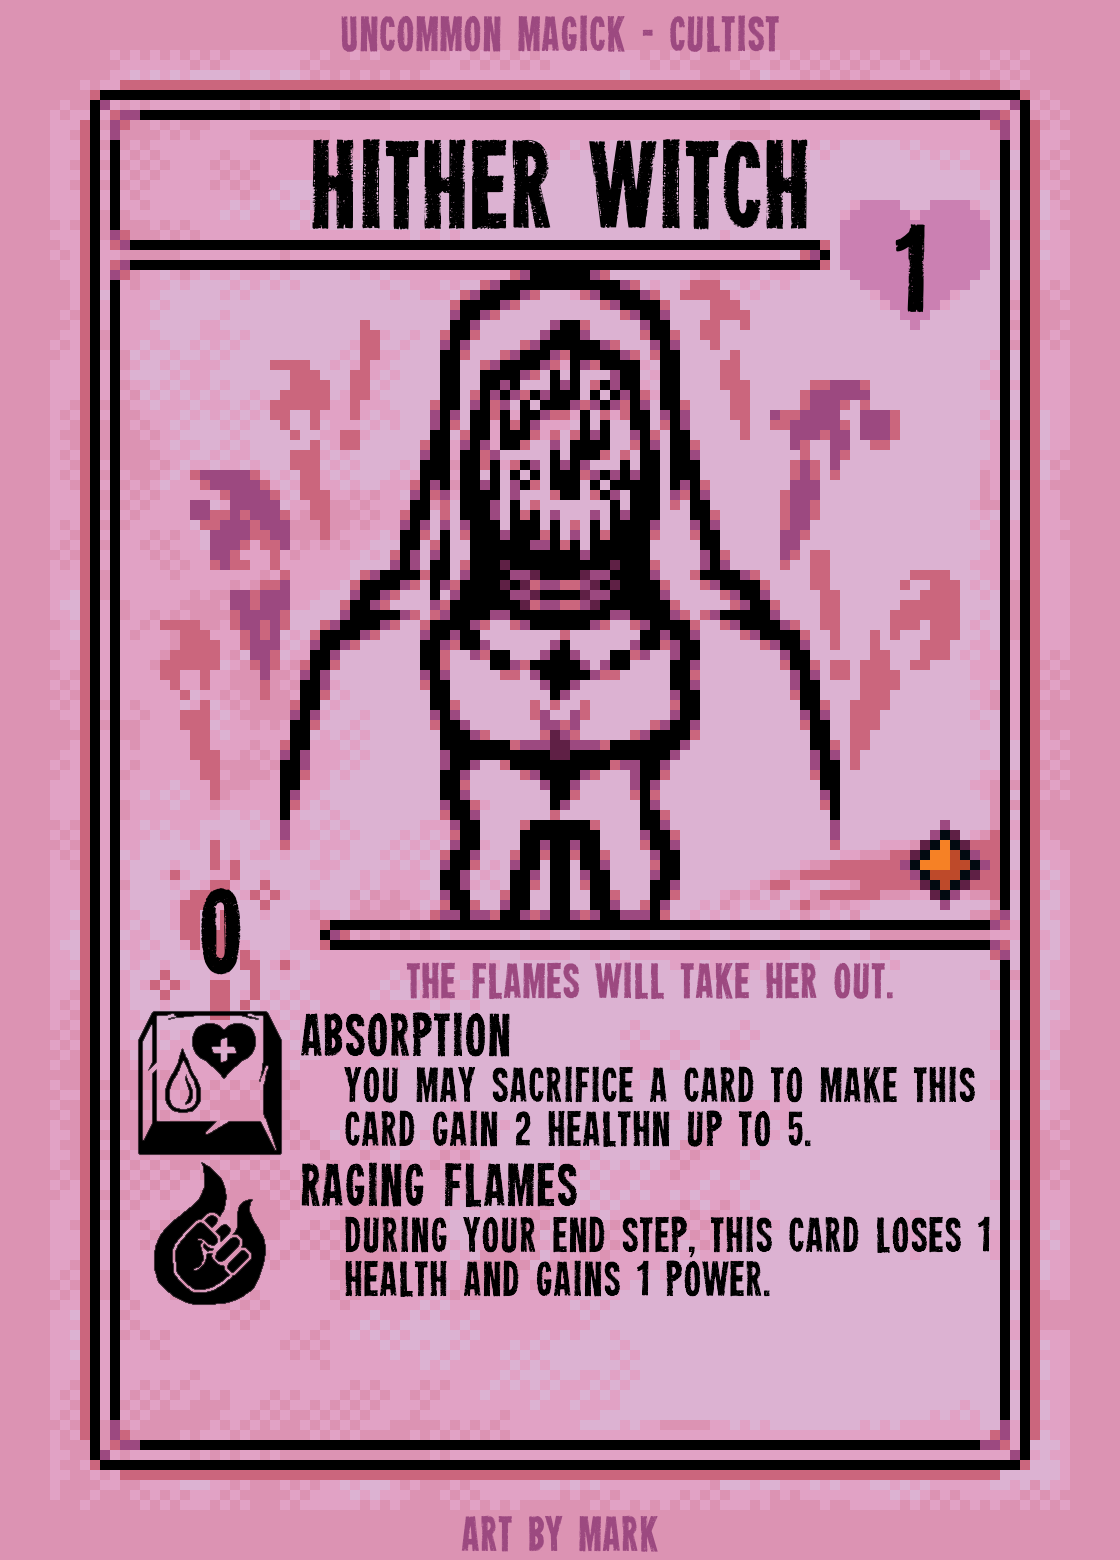 UNCOMMON MAGICK - CULTIST
HITHER WITCH
1
0
THE FLAMES WILL TAKE HER OUT.
ABSORPTION
YOU MAY SACRIFICE A CARD TO MAKE THIS
CARD GAIN 2 HEALTHN UP TO 5.
RAGING FLAMES
DURING YOUR END STEP, THIS CARD LOSES 1
HEALTH AND GAINS 1 POWER.
ART BY MARK